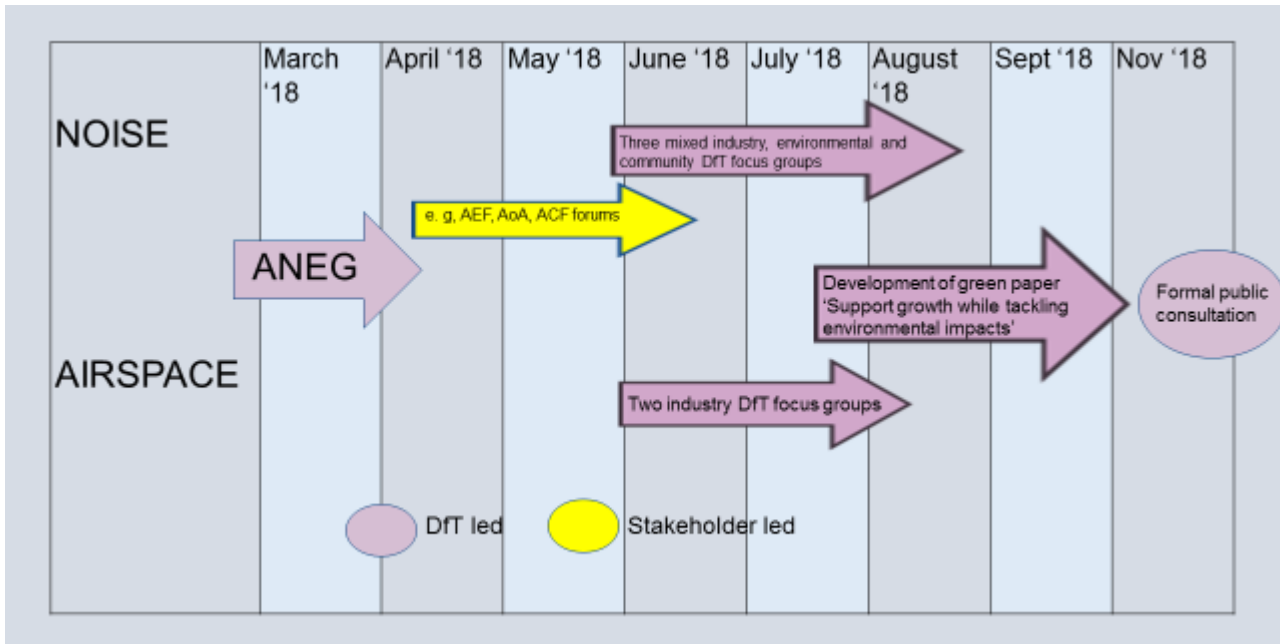 March
‘18
April ‘18
May ‘18
June ‘18
July ‘18
August
‘18
Sept ‘18
Nov ‘18
NOISE
Three mixed industry, environmental and
community DfT focus groups
e. g, AEF, AoA, ACF forums
ANEG
Development of green paper
‘Support growth while tackling
environmental impacts’
Formal public
consultation
AIRSPACE
Two industry DfT focus groups
DfT led
Stakeholder led